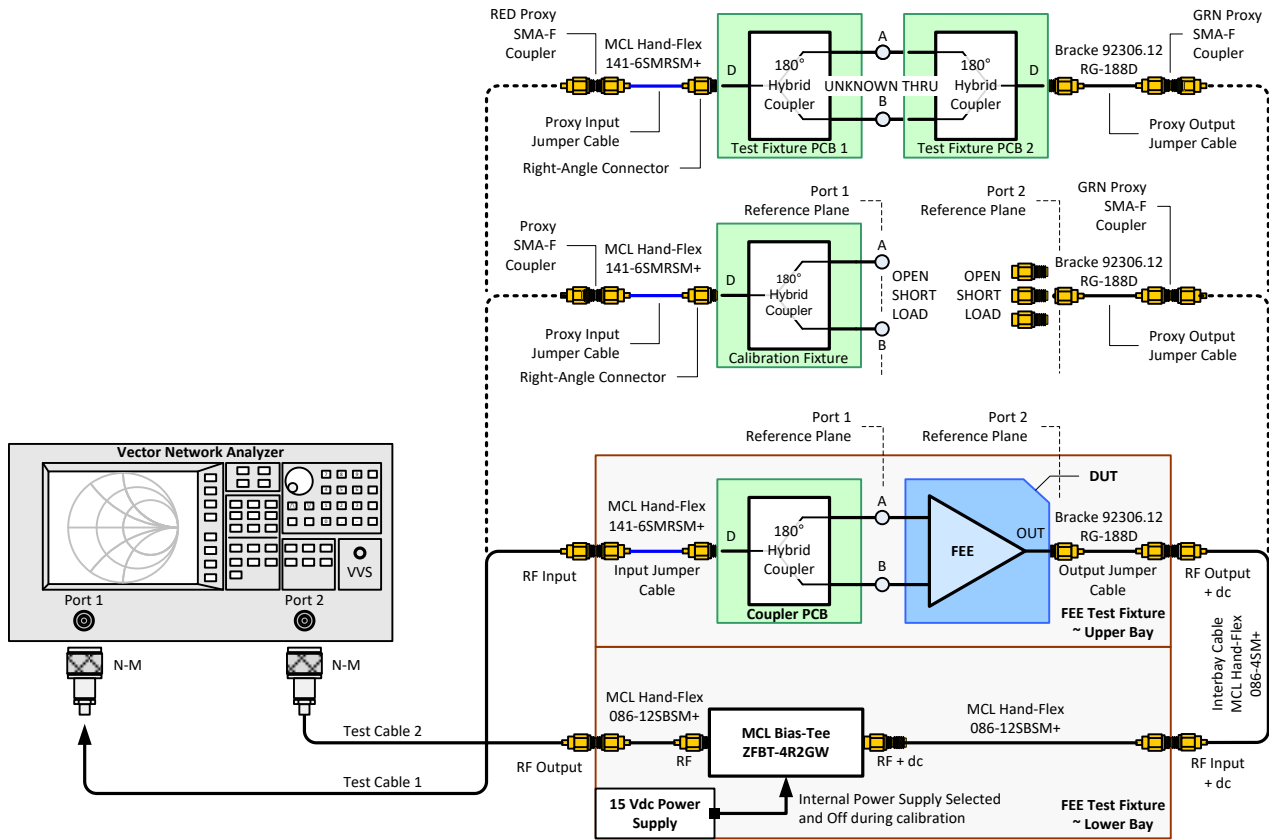 RED Proxy
SMA-F
Coupler
MCL Hand-Flex
141-6SMRSM+
D
180°
Hybrid
Coupler
A
B
UNKNOWN THRU
180°
Hybrid
Coupler
D
Bracke 92306.12
RG-188D
GRN Proxy
SMA-F
Coupler
Proxy Input
Jumper Cable
Right-Angle Connector
Test Fixture PCB 1
Test Fixture PCB 2
Proxy Output
Jumper Cable
Port 1
Reference Plane
Port 2
Reference Plane
GRN Proxy
SMA-F
Coupler
Proxy
SMA-F
Coupler
MCL Hand-Flex
141-6SMRSM+
D
180°
Hybrid
Coupler
A
B
OPEN
SHORT
LOAD
OPEN
SHORT
LOAD
Bracke 92306.12
RG-188D
Proxy Input
Jumper Cable
Right-Angle Connector
Calibration Fixture
Proxy Output
Jumper Cable
Port 1
Reference Plane
Port 2
Reference Plane
Vector Network Analyzer
VVS
Port 1
Port 2
N-M
N-M
Test Cable 2
Test Cable 1
MCL Hand-Flex
141-6SMRSM+
RF Input
Input Jumper
Cable
D
180°
Hybrid
Coupler
Coupler PCB
A
B
FEE
OUT
DUT
Bracke 92306.12
RG-188D
Output Jumper
Cable
RF Output
+ dc
FEE Test Fixture
~ Upper Bay
Interbay Cable
MCL Hand-Flex
086-4SM+
MCL Hand-Flex
086-12SBSM+
RF Output
RF
MCL Bias-Tee
ZFBT-4R2GW
RF + dc
MCL Hand-Flex
086-12SBSM+
RF Input
+ dc
15 Vdc Power
Supply
Internal Power Supply Selected
and Off during calibration
FEE Test Fixture
~ Lower Bay